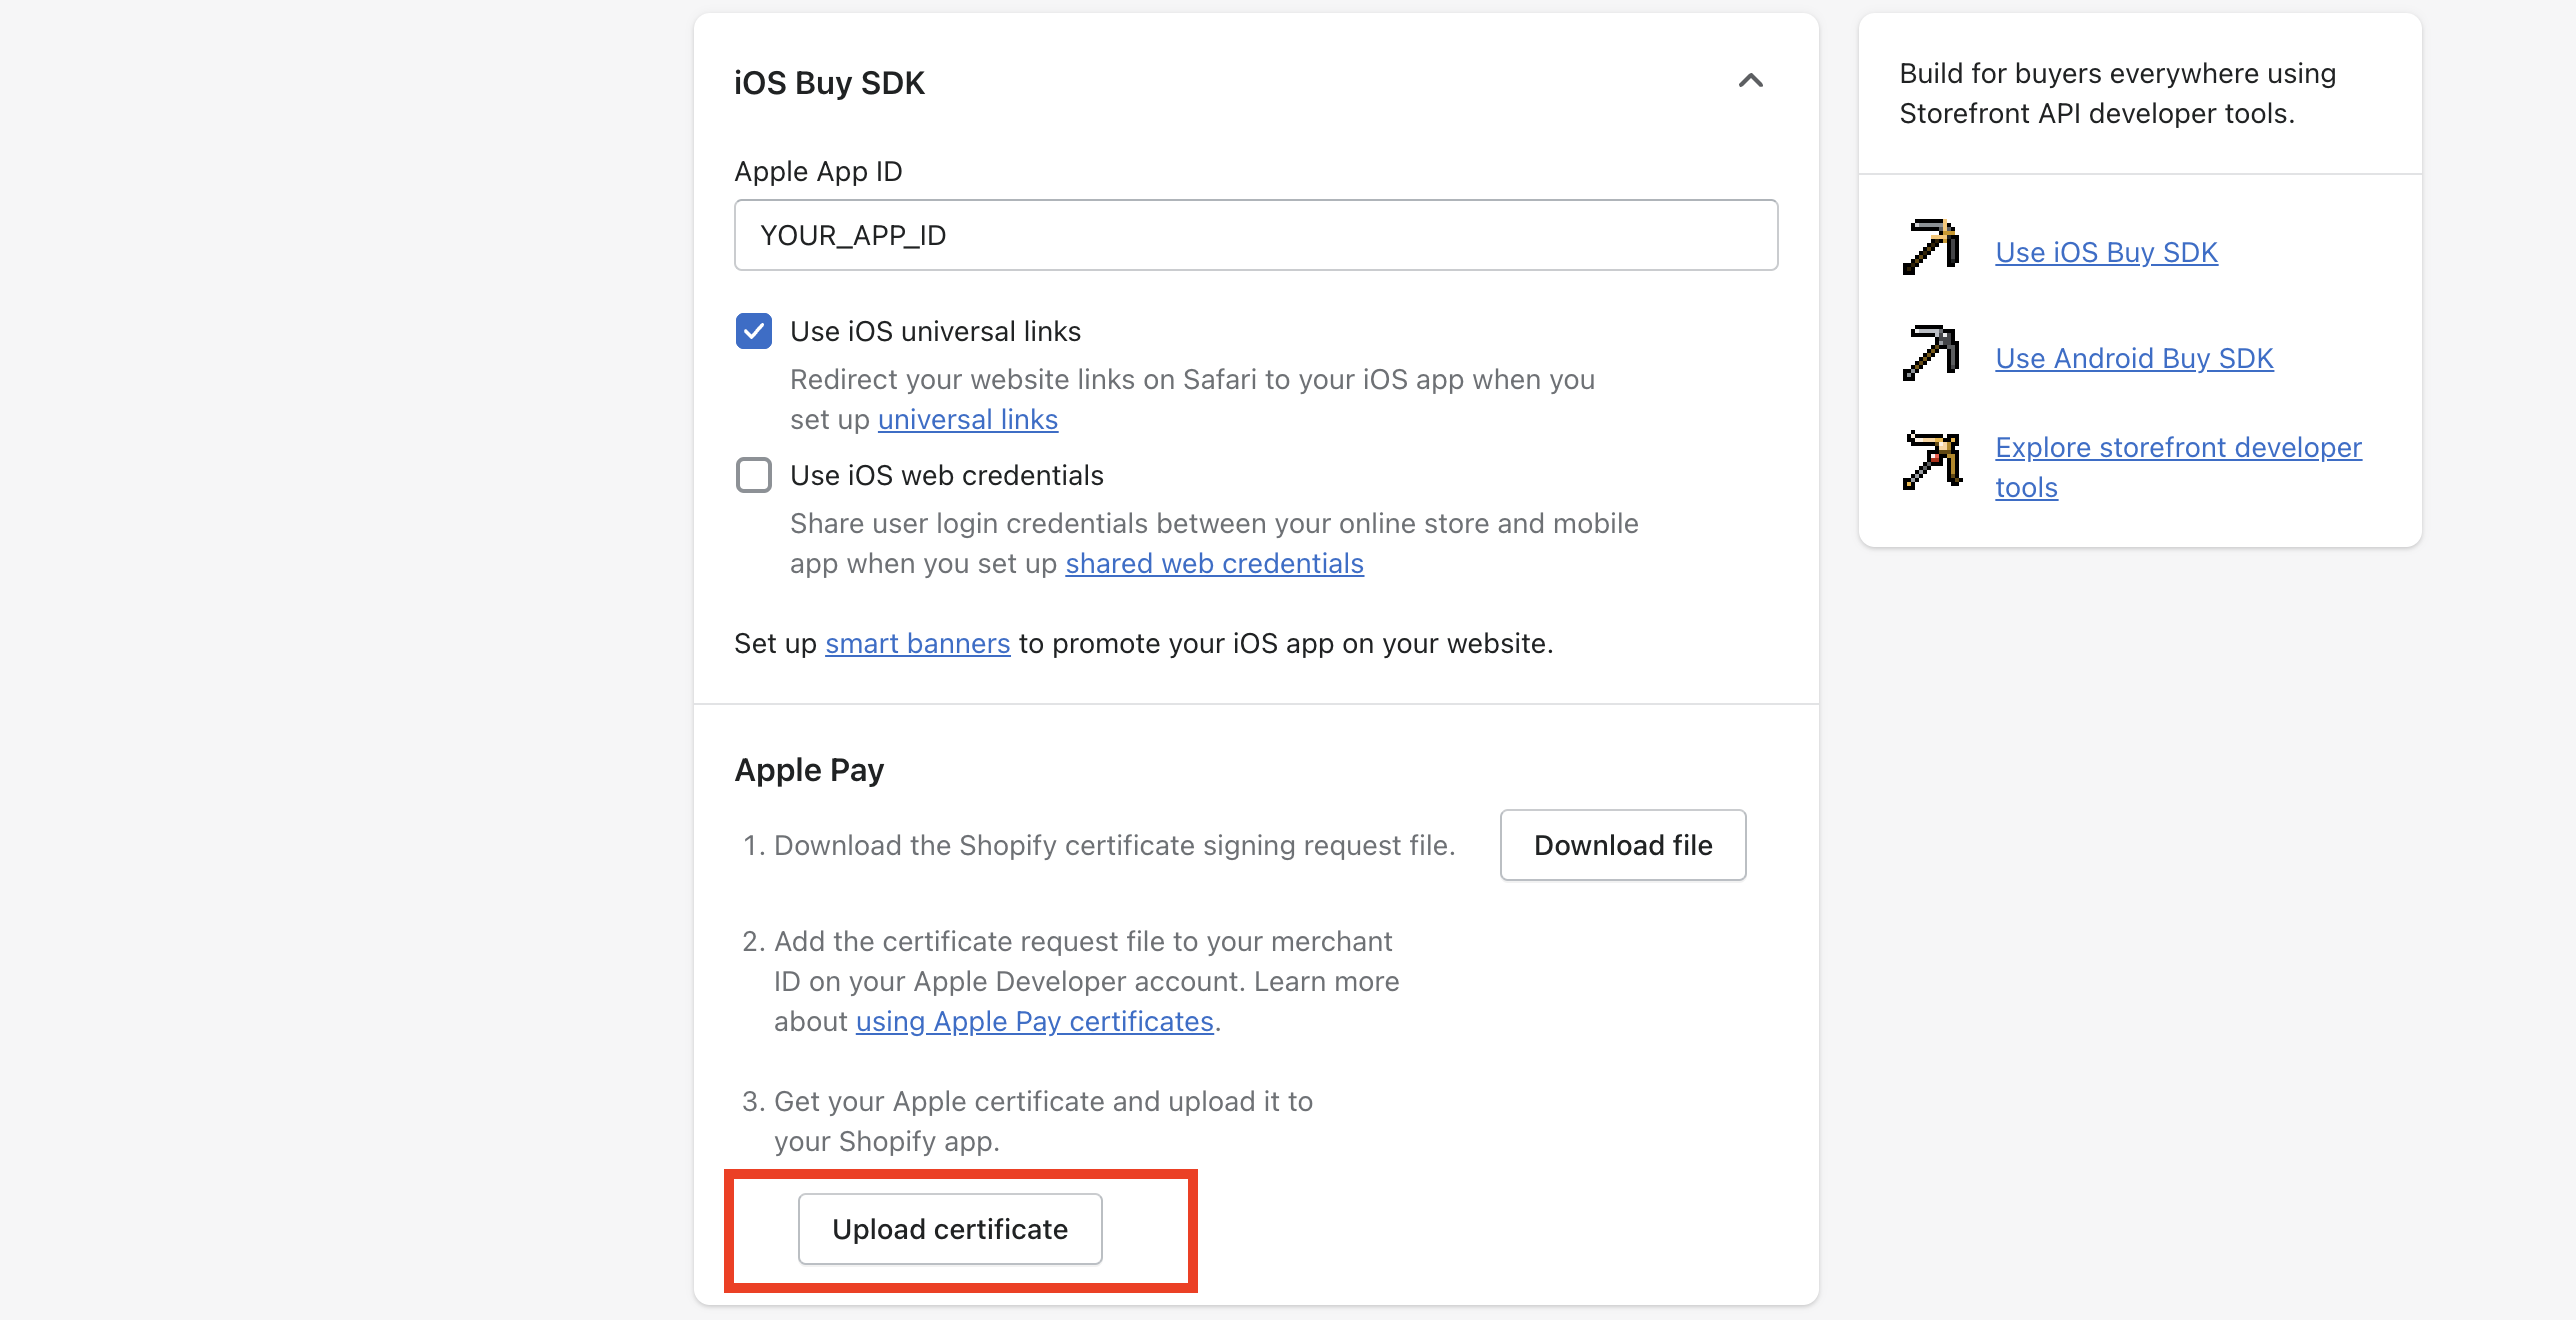 iOS Buy SDK
Apple App ID
YOUR_APP_ID
Use iOS universal links
Redirect your website links on Safari to your iOS app when you
set up universal links
Use iOS web credentials
Share user login credentials between your online store and mobile
app when you set up shared web credentials
Set up smart banners to promote your iOS app on your website.
Apple Pay
1. Download the Shopify certificate signing request file.
Download file
2. Add the certificate request file to your merchant
ID on your Apple Developer account. Learn more
about using Apple Pay certificates.
3. Get your Apple certificate and upload it to
your Shopify app.
Upload certificate
Build for buyers everywhere using
Storefront API developer tools.
Use iOS Buy SDK
Use Android Buy SDK
Explore storefront developer
tools